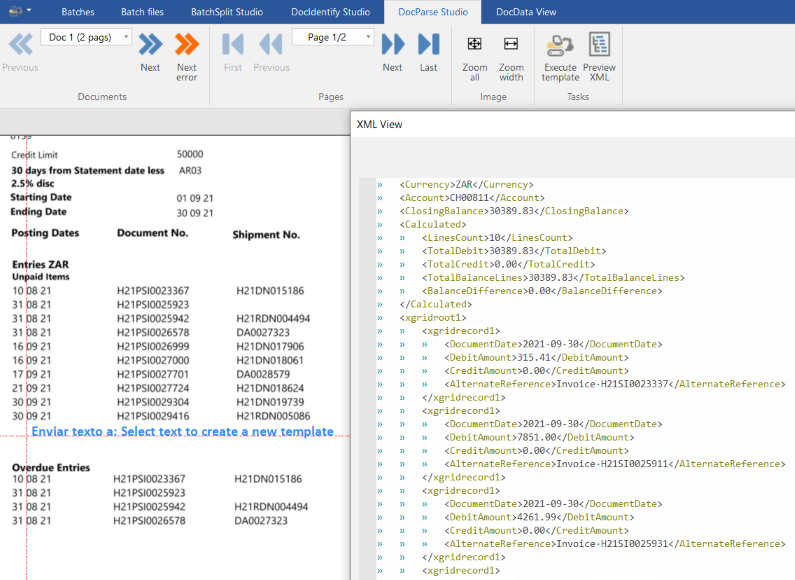 Batches Batch files BatchSplit Studio DocIdentify Studio DocParse Studio DocData View
Doc 1 (2 pags) Page 1/2
Previous Next Next error First Previous Next Last Zoom all Zoom width Execute template Preview XML
Documents Pages Image Tasks
Credit Limit 50000
30 days from Statement date less AR03
2.5% disc
Starting Date 01 09 21
Ending Date 30 09 21
Posting Dates Document No. Shipment No.
Entries ZAR
Unpaid Items
10 08 21 H21PSI0023367 H21DN015186
31 08 21 H21PSI0025923
31 08 21 H21PSI0025942 H21RDN004494
31 08 21 H21PSI0026578 DA0027323
16 09 21 H21PSI0026999 H21DN017906
16 09 21 H21PSI0027000 H21DN018061
17 09 21 H21PSI0027701 DA0028579
21 09 21 H21PSI0027724 H21DN018624
30 09 21 H21PSI0029304 H21DN019739
30 09 21 H21PSI0029416 H21RDN005086
Enviar texto a: Select text to create a new template
Overdue Entries
10 08 21 H21PSI0023367 H21DN015186
31 08 21 H21PSI0025923
31 08 21 H21PSI0025942 H21RDN004494
31 08 21 H21PSI0026578 DA0027323
XML View
» <Currency>ZAR</Currency>
» <Account>CH00811</Account>
» <ClosingBalance>30389.83</ClosingBalance>
» <Calculated>
» » <LinesCount>10</LinesCount>
» » <TotalDebit>30389.83</TotalDebit>
» » <TotalCredit>0.00</TotalCredit>
» » <TotalBalanceLines>30389.83</TotalBalanceLines>
» » <BalanceDifference>0.00</BalanceDifference>
» </Calculated>
» <xgridroot1>
» » <xgridrecord1>
» » » <DocumentDate>2021-09-30</DocumentDate>
» » » <DebitAmount>315.41</DebitAmount>
» » » <CreditAmount>0.00</CreditAmount>
» » » <AlternateReference>Invoice·H21SI0023337</AlternateReference>
» » </xgridrecord1>
» » <xgridrecord1>
» » » <DocumentDate>2021-09-30</DocumentDate>
» » » <DebitAmount>7851.00</DebitAmount>
» » » <CreditAmount>0.00</CreditAmount>
» » » <AlternateReference>Invoice·H21SI0025911</AlternateReference>
» » </xgridrecord1>
» » <xgridrecord1>
» » » <DocumentDate>2021-09-30</DocumentDate>
» » » <DebitAmount>4261.99</DebitAmount>
» » » <CreditAmount>0.00</CreditAmount>
» » » <AlternateReference>Invoice·H21SI0025931</AlternateReference>
» » </xgridrecord1>
» » <xgridrecord1>